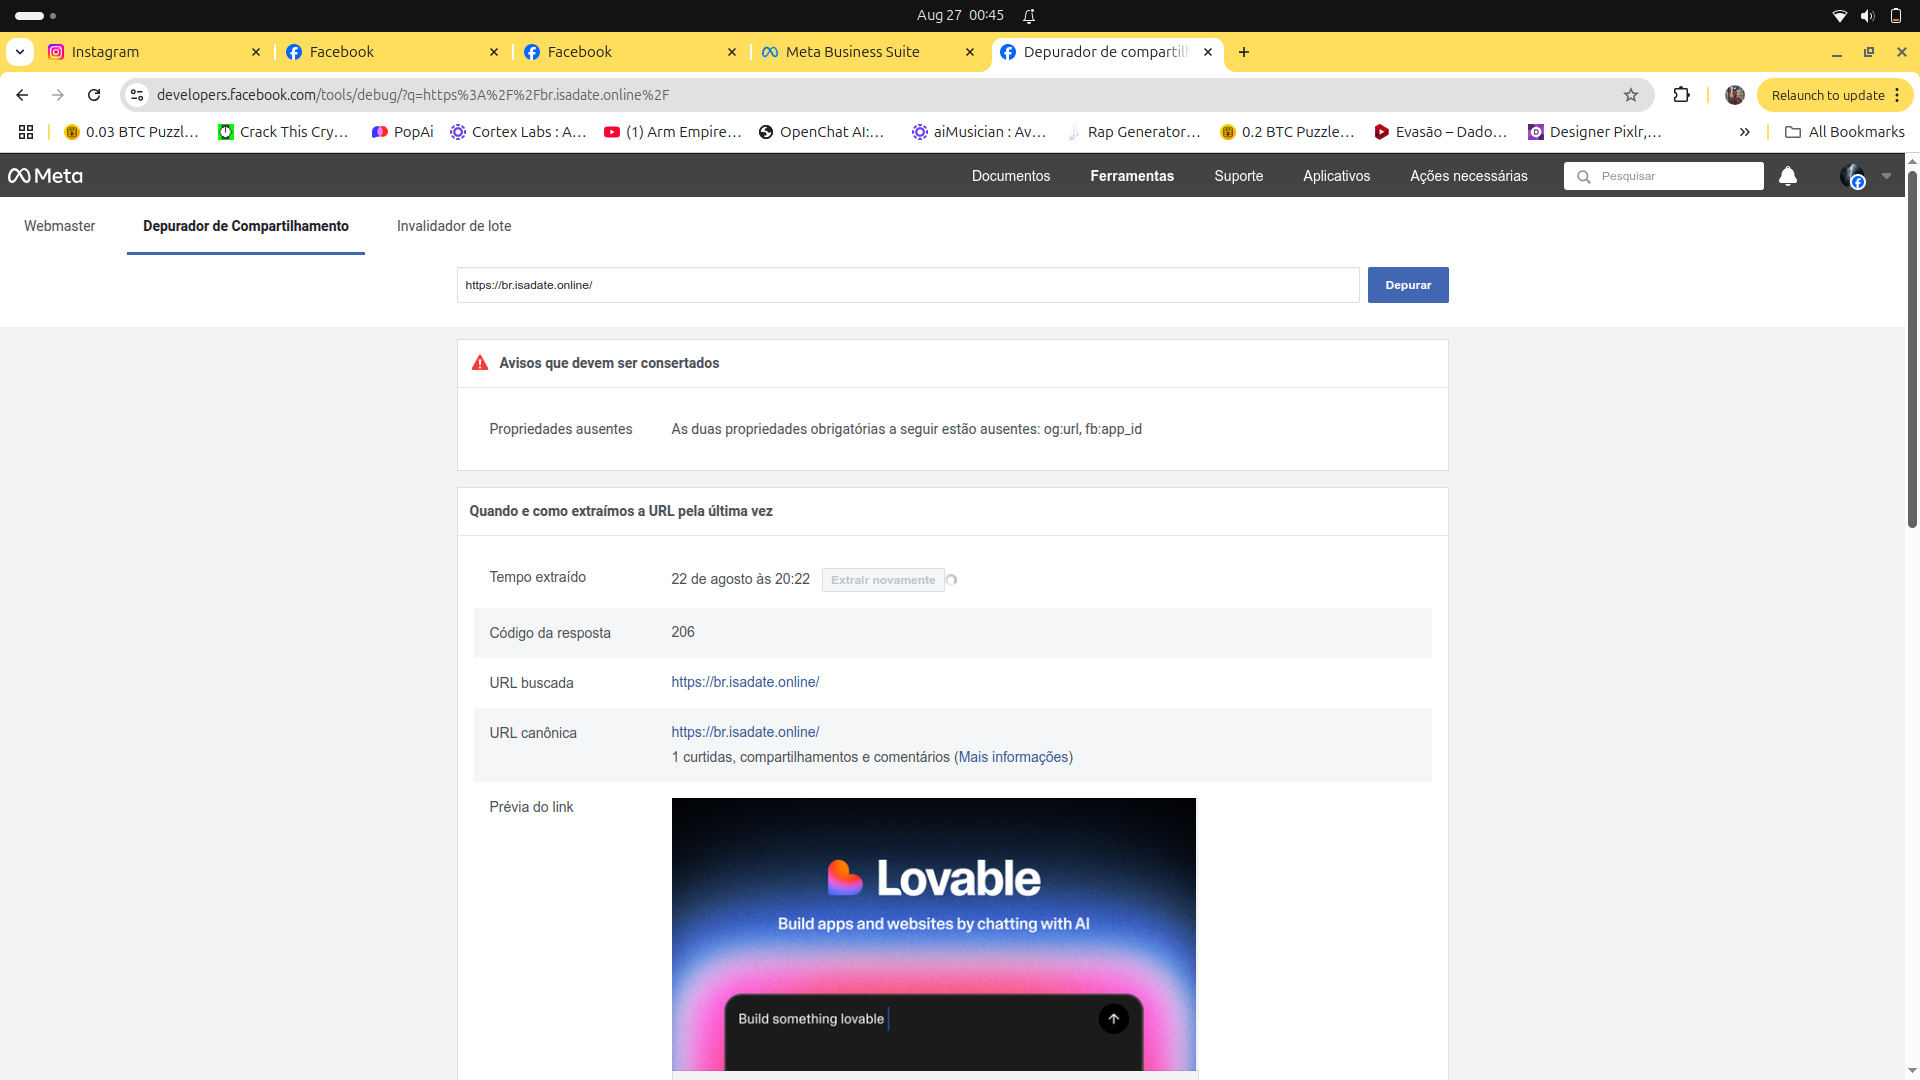 Aug 27 00:45
Instagram
Facebook
Facebook
Meta Business Suite
Depurador de compartilh
developers.facebook.com/tools/debug/?q=https%3A%2F%2Fbr.isadate.online%2F
Relaunch to update
0.03 BTC Puzzl...
Crack This Cry...
PopAi
Cortex Labs : A...
(1) Arm Empire...
OpenChat AI:...
aiMusician : Av...
Rap Generator...
0.2 BTC Puzzle...
Evasão – Dado...
Designer Pixlr,...
All Bookmarks
Meta
Documentos
Ferramentas
Suporte
Aplicativos
Ações necessárias
Pesquisar
Webmaster
Depurador de Compartilhamento
Invalidador de lote
https://br.isadate.online/
Depurar
Avisos que devem ser consertados
Propriedades ausentes
As duas propriedades obrigatórias a seguir estão ausentes: og:url, fb:app_id
Quando e como extraímos a URL pela última vez
Tempo extraído
22 de agosto às 20:22
Extrair novamente
Código da resposta
206
URL buscada
https://br.isadate.online/
URL canônica
https://br.isadate.online/
1 curtidas, compartilhamentos e comentários (Mais informações)
Prévia do link
Lovable
Build apps and websites by chatting with AI
Build something lovable